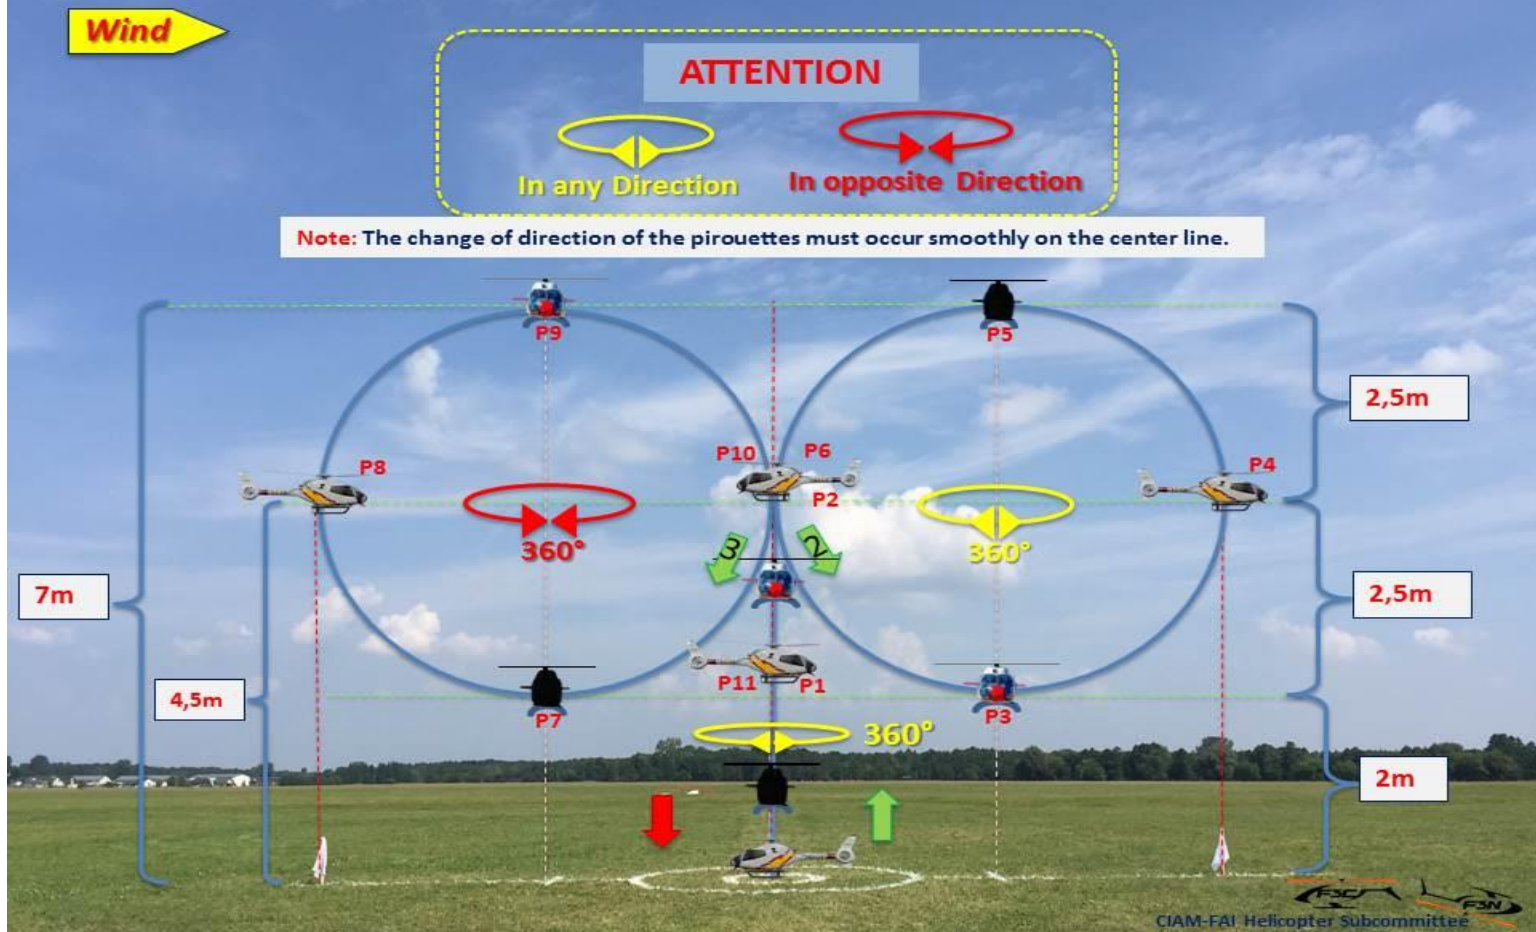 Wind
ATTENTION
In any Direction
In opposite Direction
Note: The change of direction of the pirouettes must occur smoothly on the center line.
P9
P5
2,5m
P8
P10
P6
P4
P2
360°
3
2
360°
7m
2,5m
4,5m
P11
P1
P7
P3
360°
2m
F3C
F3N
CIAM-FAI Helicopter Subcommittee